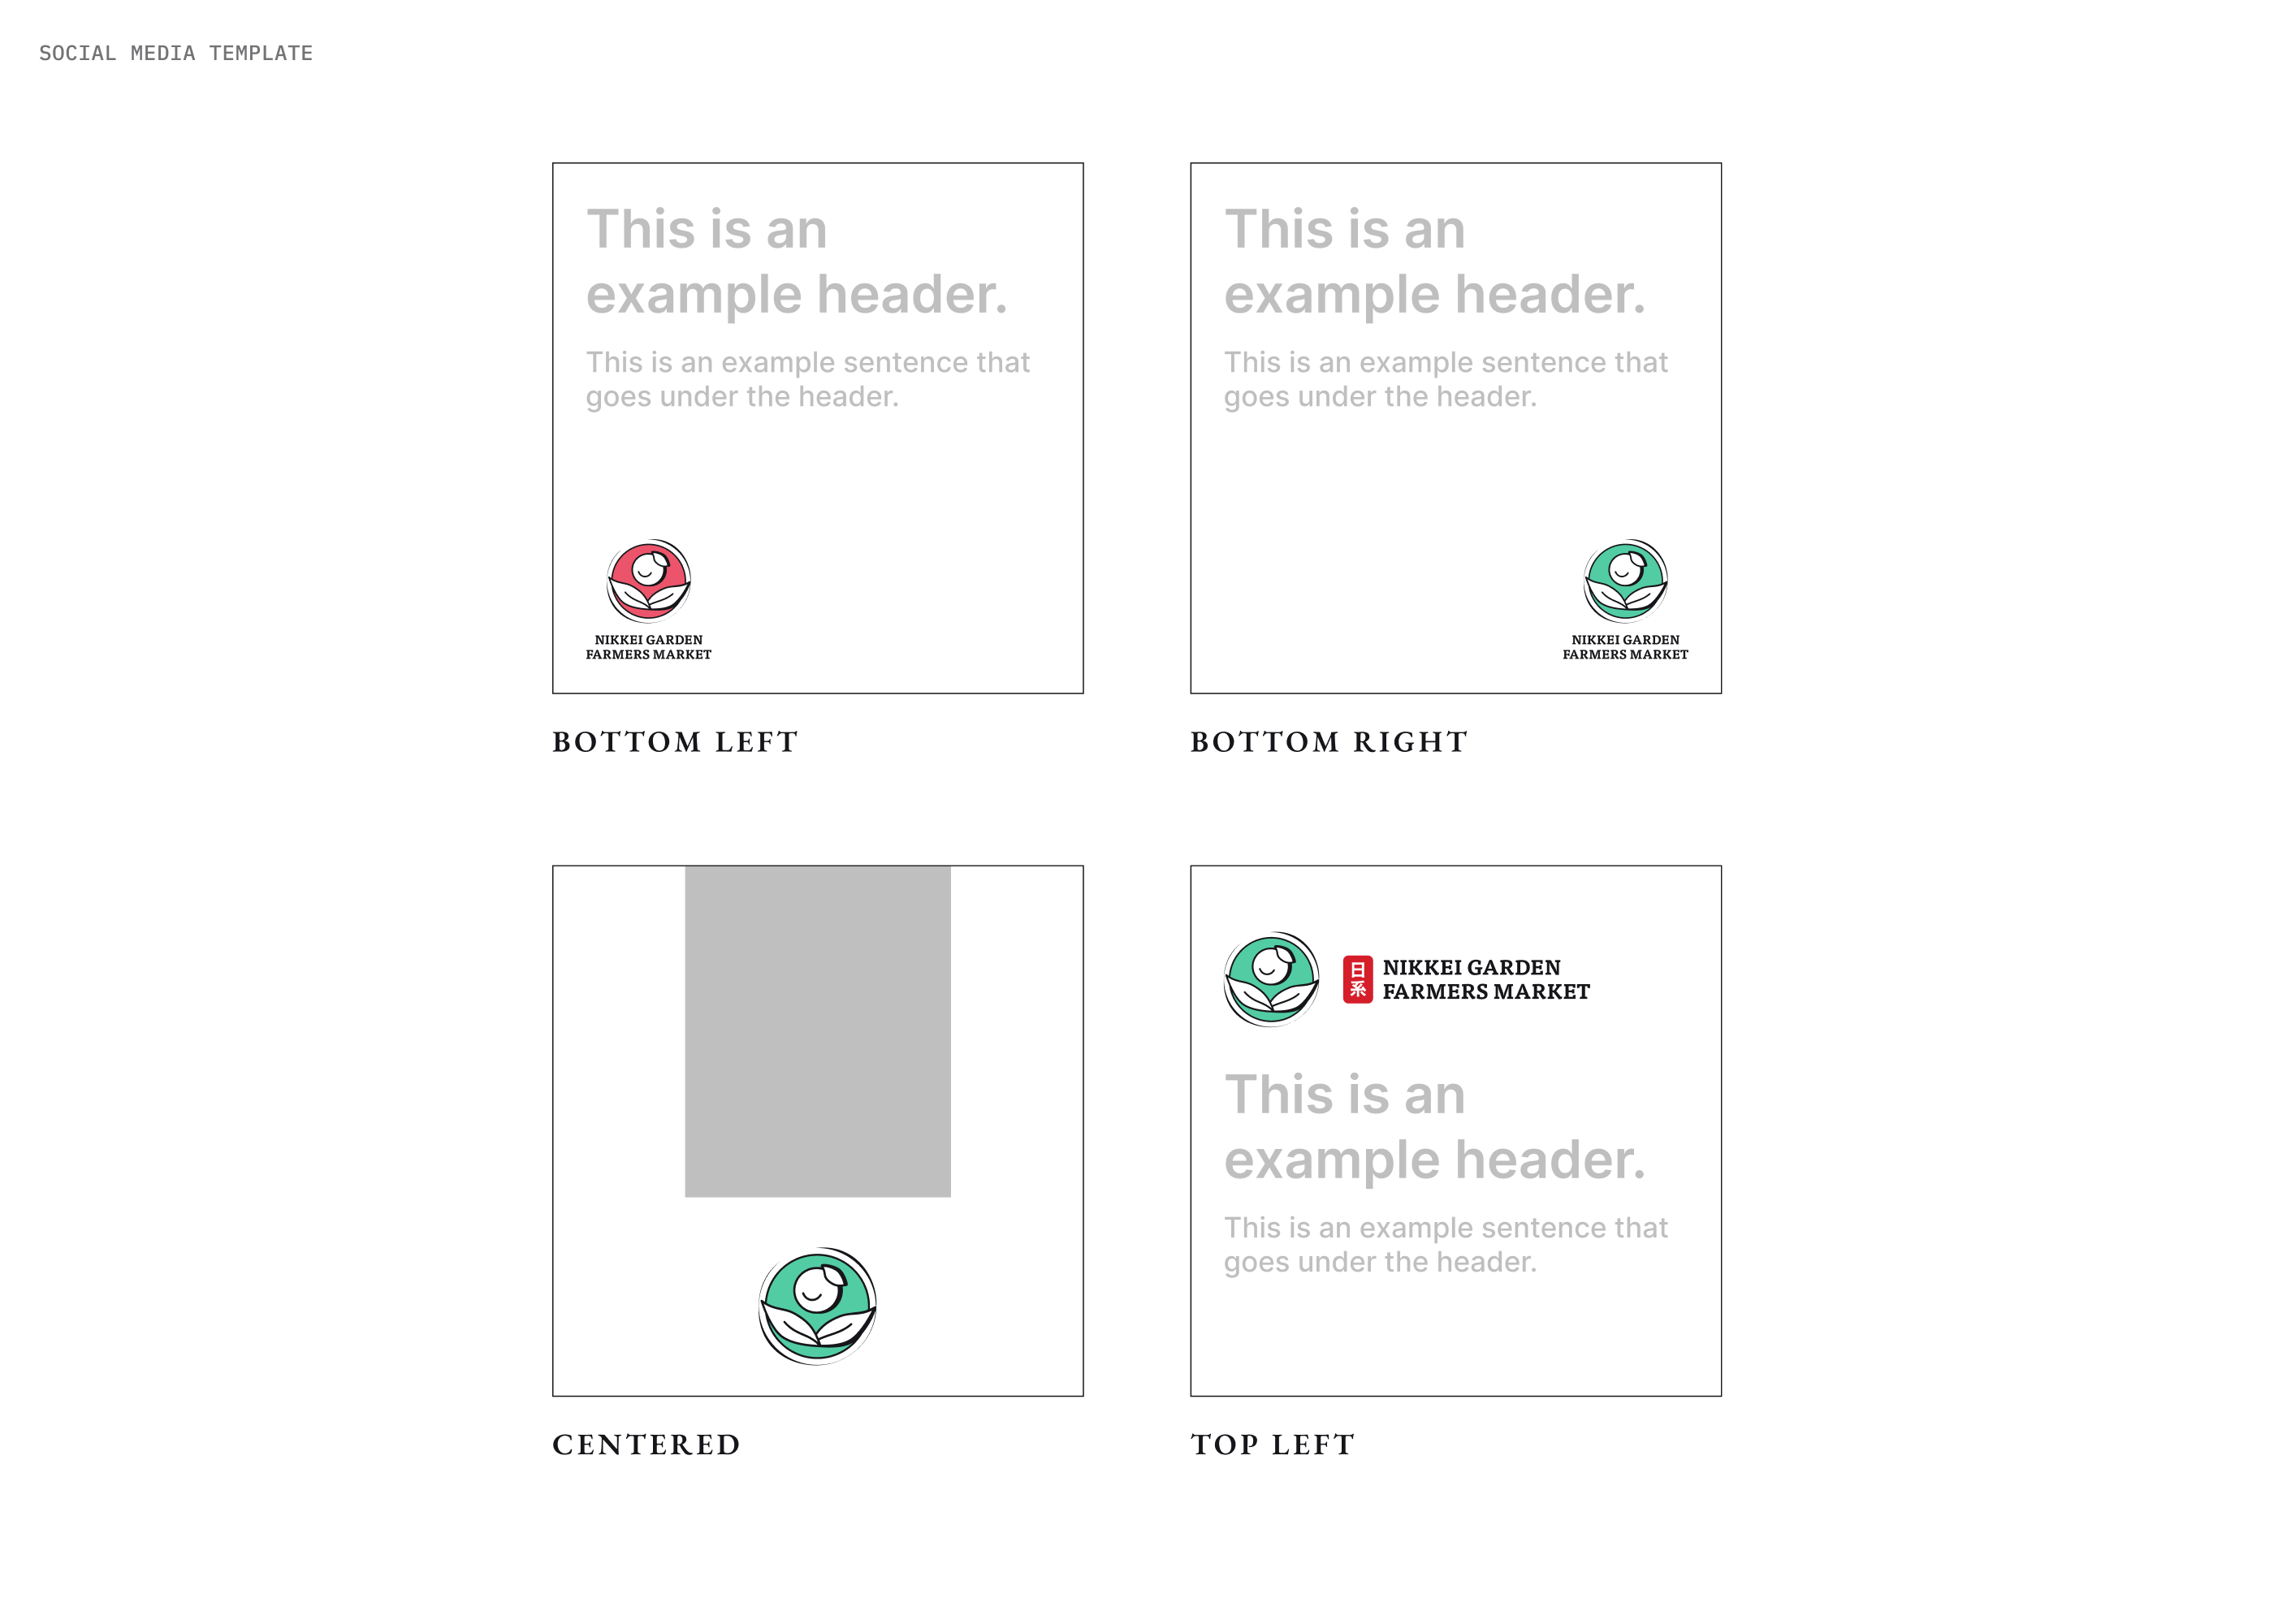 SOCIAL MEDIA TEMPLATE
This is an
example header.
This is an example sentence that
goes under the header.
NIKKEI GARDEN
FARMERS MARKET
BOTTOM LEFT
This is an
example header.
This is an example sentence that
goes under the header.
NIKKEI GARDEN
FARMERS MARKET
BOTTOM RIGHT
CENTERED
日
系
NIKKEI GARDEN
FARMERS MARKET
This is an
example header.
This is an example sentence that
goes under the header.
TOP LEFT